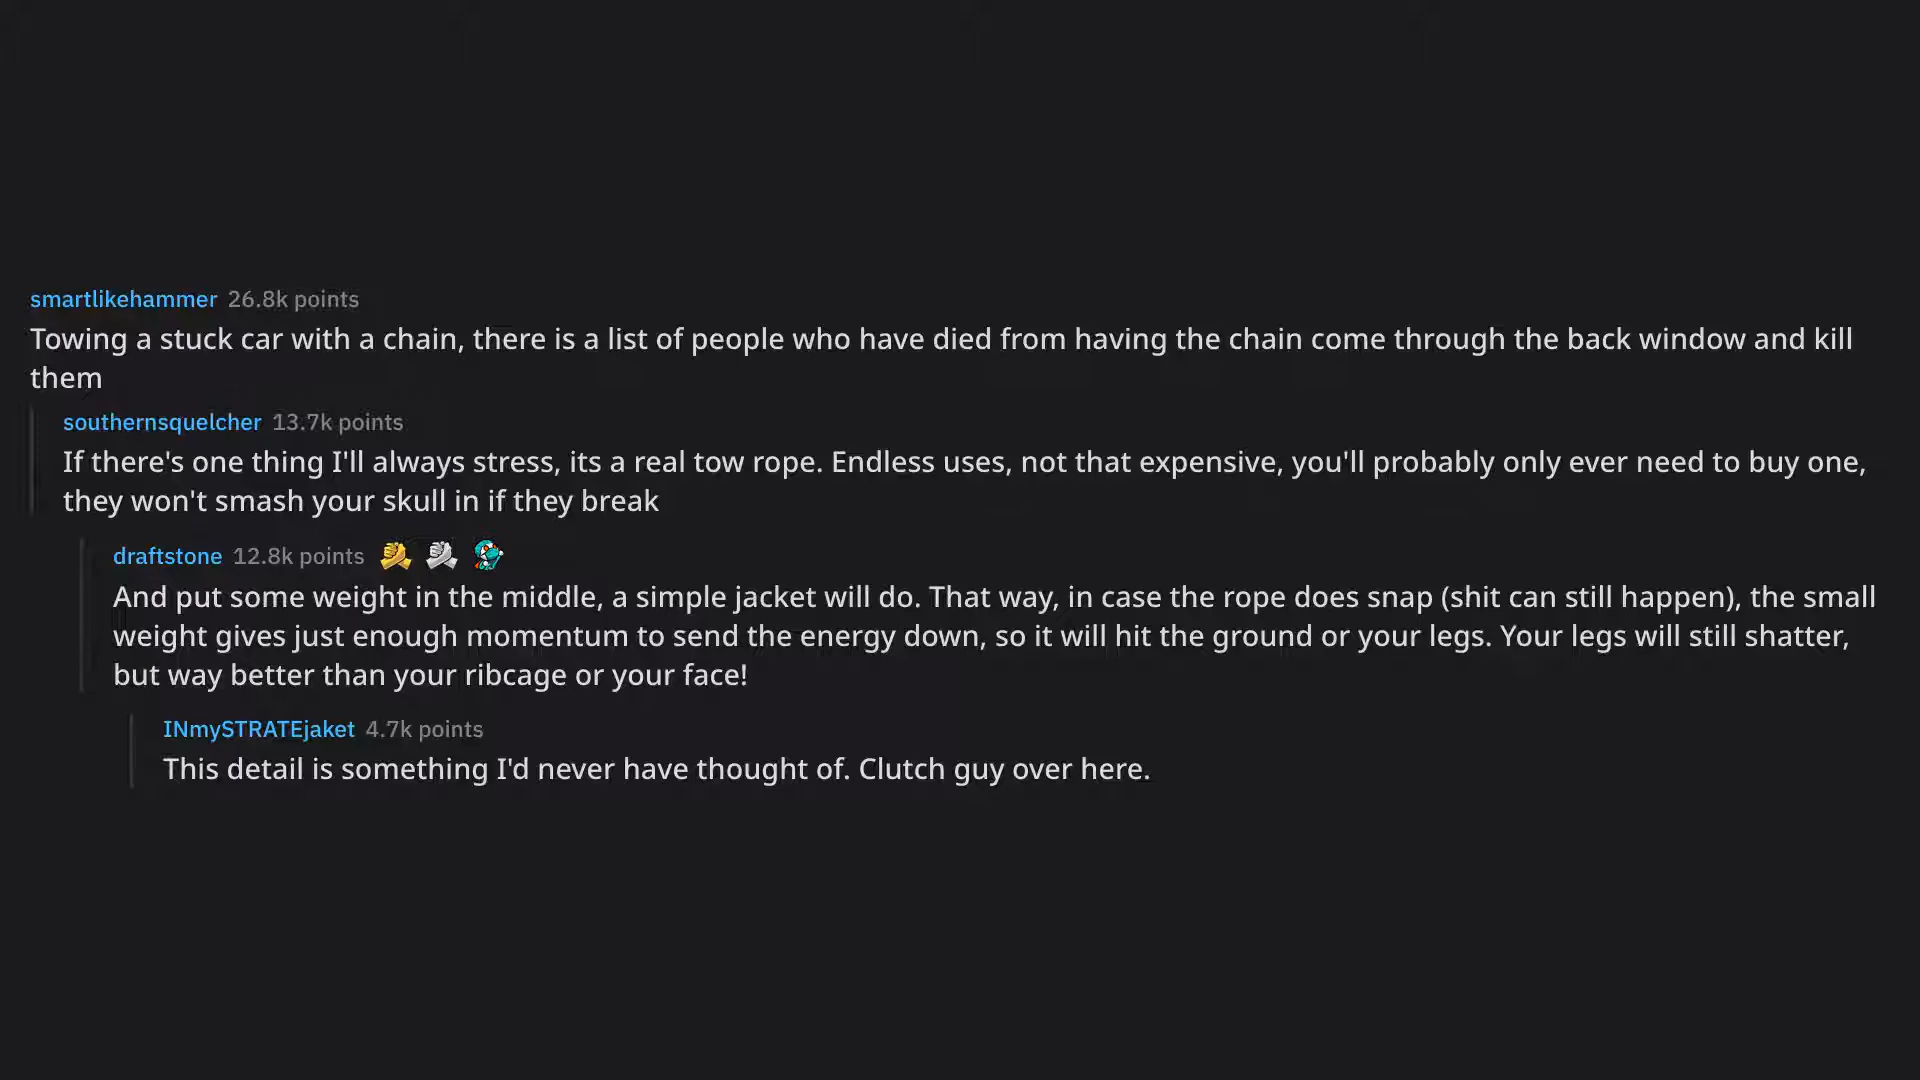 smartlikehammer 26.8k points
Towing a stuck car with a chain, there is a list of people who have died from having the chain come through the back window and kill
them
southernsquelcher 13.7k points
If there's one thing I'll always stress, its a real tow rope. Endless uses, not that expensive, you'll probably only ever need to buy one,
they won't smash your skull in if they break
draftstone 12.8k points
And put some weight in the middle, a simple jacket will do. That way, in case the rope does snap (shit can still happen), the small
weight gives just enough momentum to send the energy down, so it will hit the ground or your legs. Your legs will still shatter,
but way better than your ribcage or your face!
INmySTRATEjaket 4.7k points
This detail is something I'd never have thought of. Clutch guy over here.